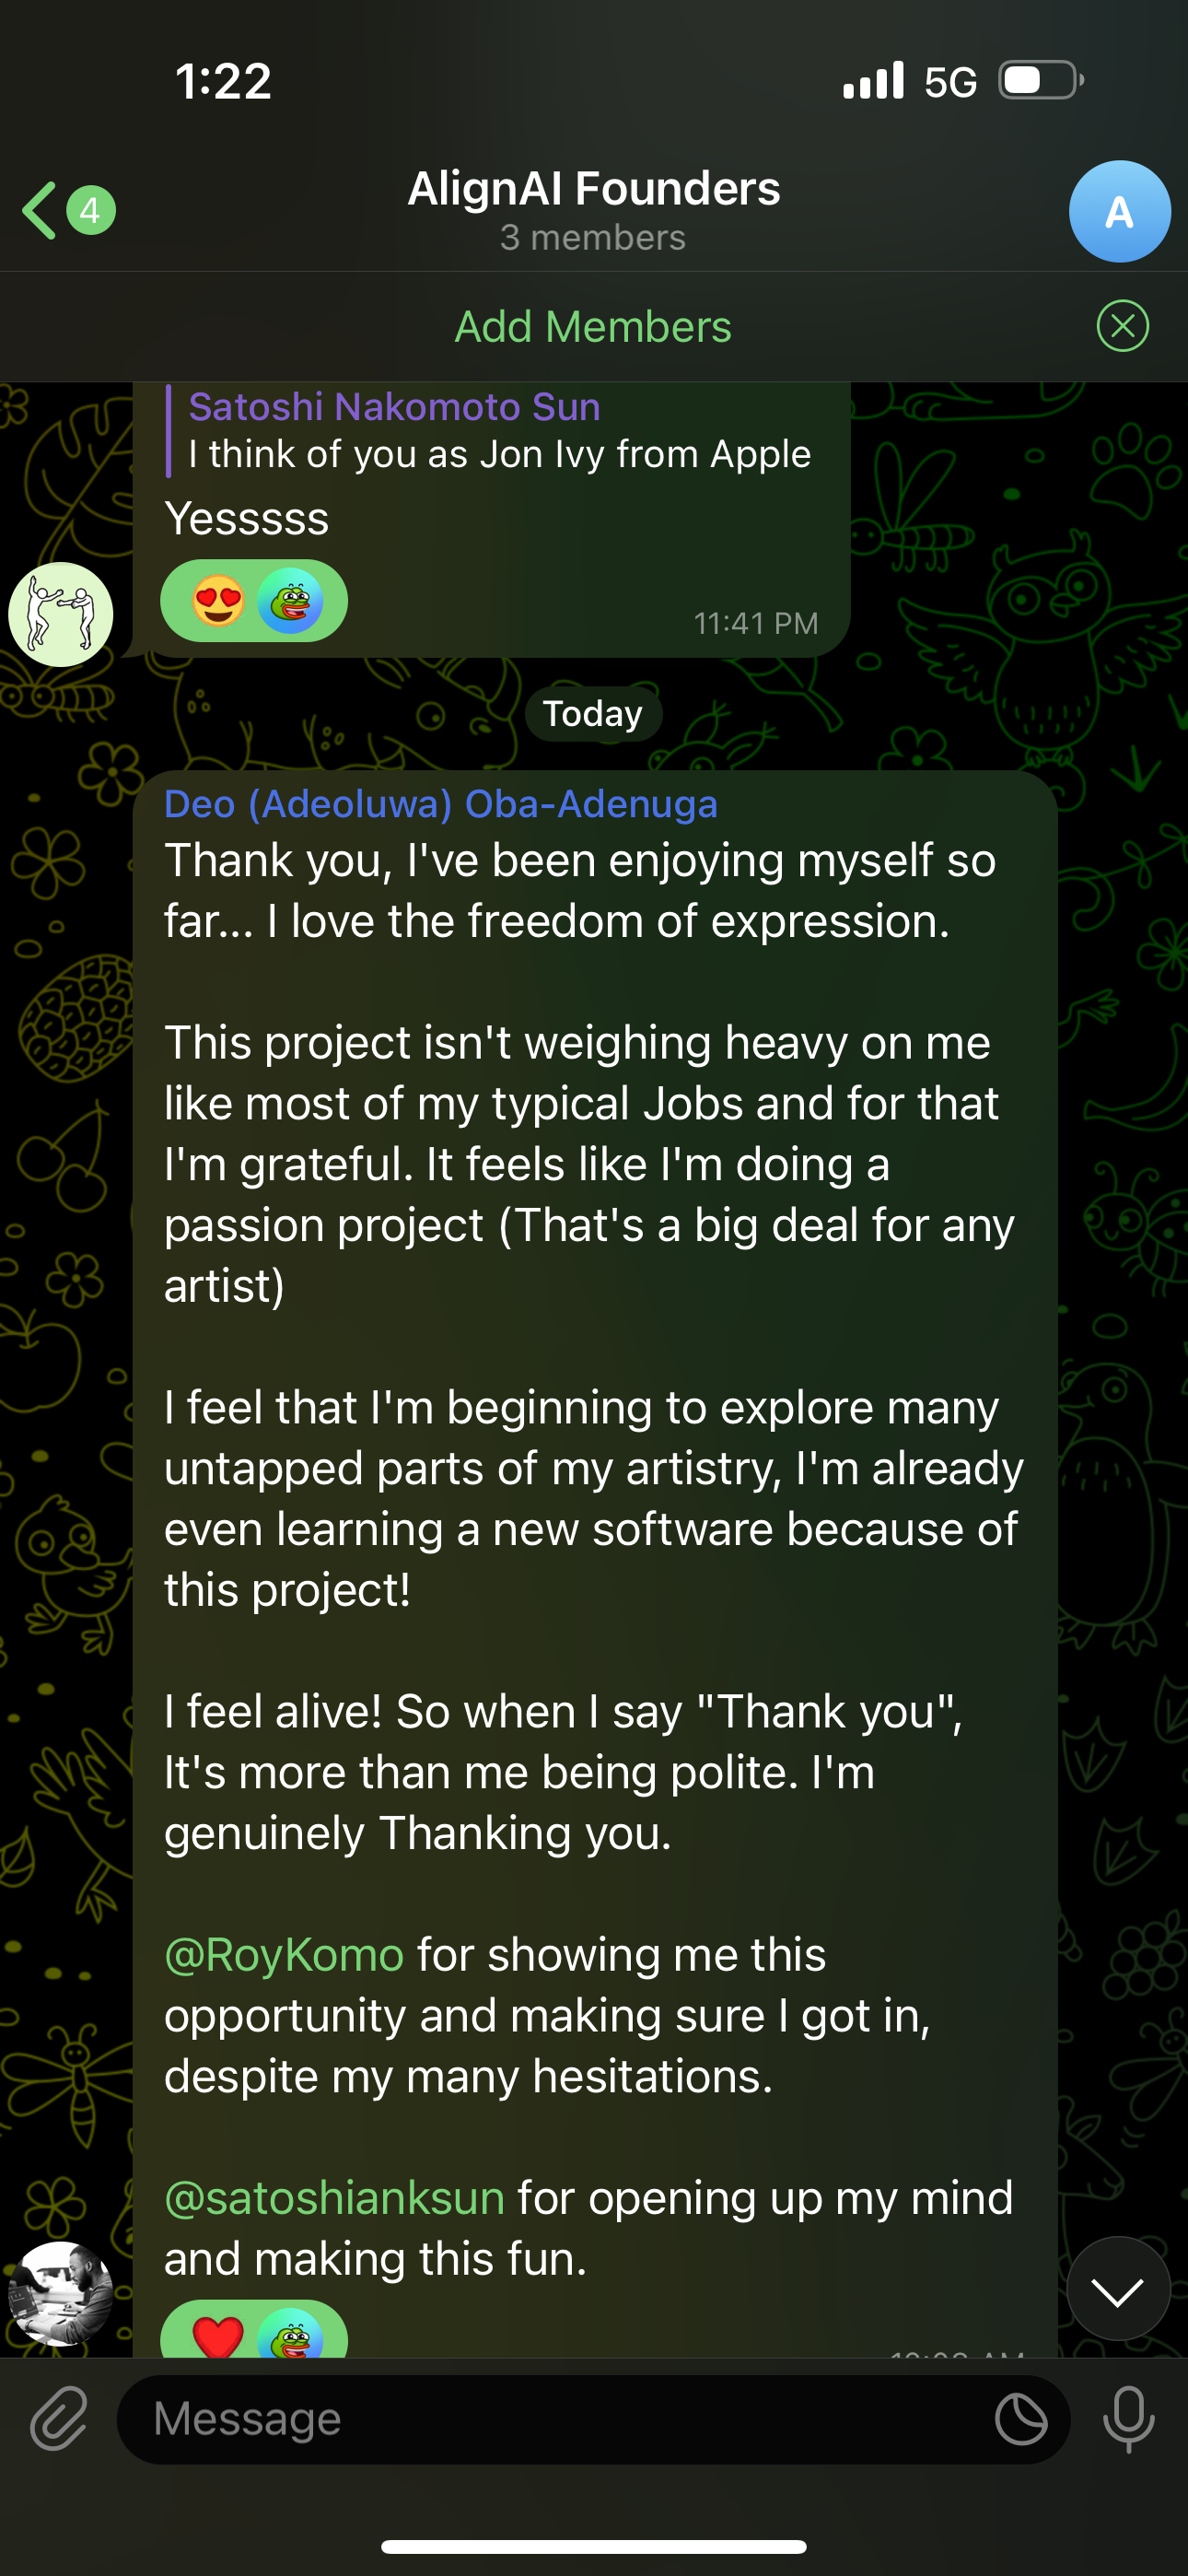 1:22
5G
4
AlignAI Founders
3 members
A
Add Members
Satoshi Nakomoto Sun
I think of you as Jon Ivy from Apple
Yesssss
11:41 PM
Today
Deo (Adeoluwa) Oba-Adenuga
Thank you, I've been enjoying myself so
far... I love the freedom of expression.
This project isn't weighing heavy on me
like most of my typical Jobs and for that
I'm grateful. It feels like I'm doing a
passion project (That's a big deal for any
artist)
I feel that I'm beginning to explore many
untapped parts of my artistry, I'm already
even learning a new software because of
this project!
I feel alive! So when I say "Thank you",
It's more than me being polite. I'm
genuinely Thanking you.
@RoyKomo for showing me this
opportunity and making sure I got in,
despite my many hesitations.
@satoshianksun for opening up my mind
and making this fun.
Message